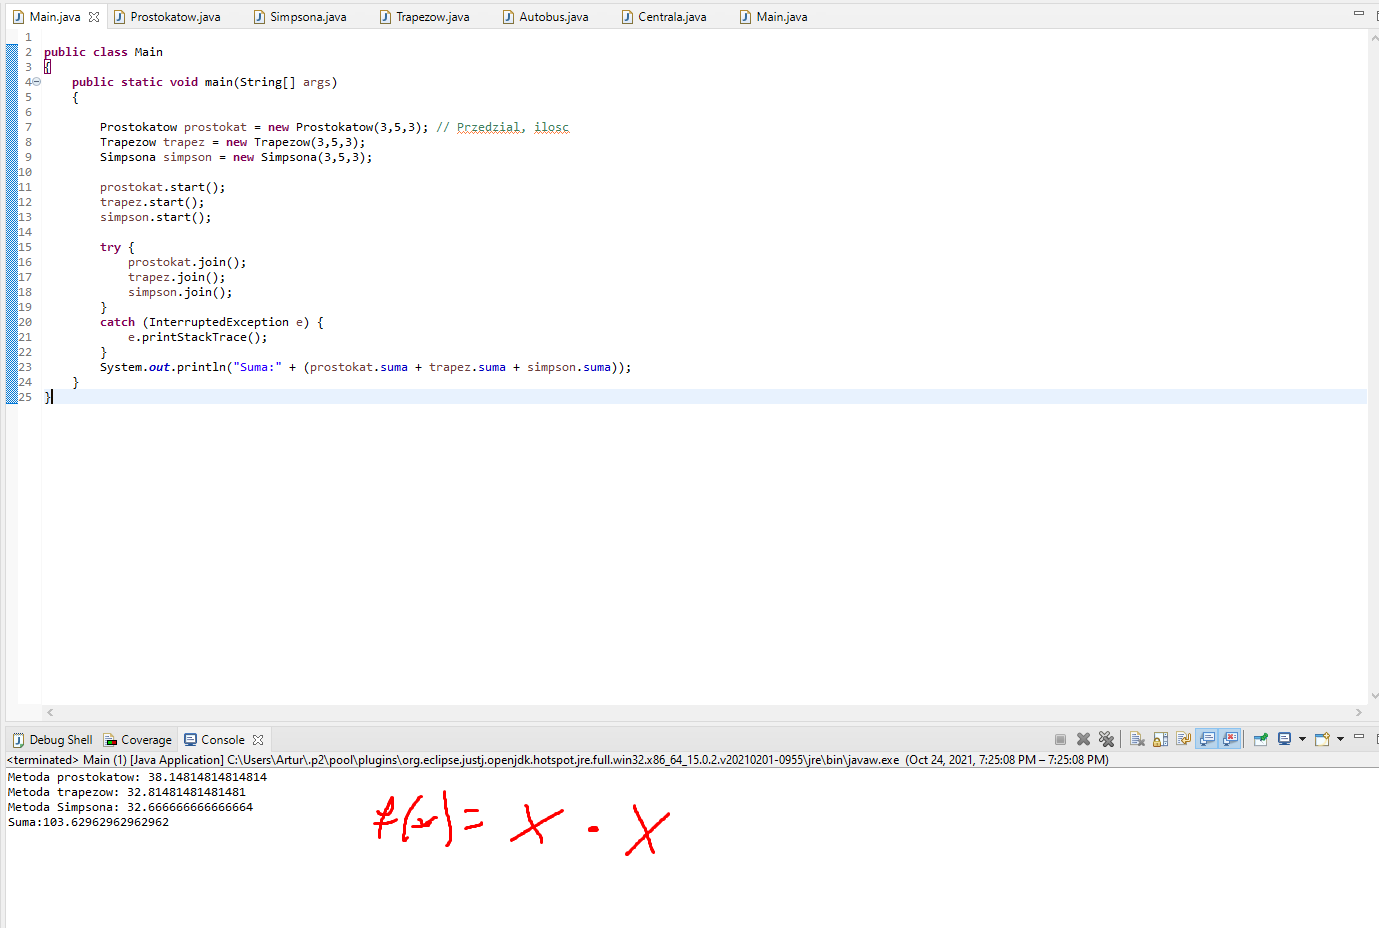 Main.java Prostokatow.java Simpsona.java Trapezow.java Autobus.java Centrala.java Main.java
1
2 public class Main
3 {
4 public static void main(String[] args)
5 {
6
7 Prostokatow prostokat = new Prostokatow(3,5,3); // Przedzial, ilosc
8 Trapezow trapez = new Trapezow(3,5,3);
9 Simpsona simpson = new Simpsona(3,5,3);
10
11 prostokat.start();
12 trapez.start();
13 simpson.start();
14
15 try {
16 prostokat.join();
17 trapez.join();
18 simpson.join();
19 }
20 catch (InterruptedException e) {
21 e.printStackTrace();
22 }
23 System.out.println("Suma:" + (prostokat.suma + trapez.suma + simpson.suma));
24 }
25 }
Debug Shell Coverage Console
<terminated> Main (1) [Java Application] C:\Users\Artur\.p2\pool\plugins\org.eclipse.justj.openjdk.hotspot.jre.full.win32.x86_64_15.0.2.v20210201-0955\jre\bin\javaw.exe (Oct 24, 2021, 7:25:08 PM – 7:25:08 PM)
Metoda prostokatow: 38.14814814814814
Metoda trapezow: 32.81481481481481
Metoda Simpsona: 32.666666666666664
Suma:103.62962962962962
f(x) = x · x